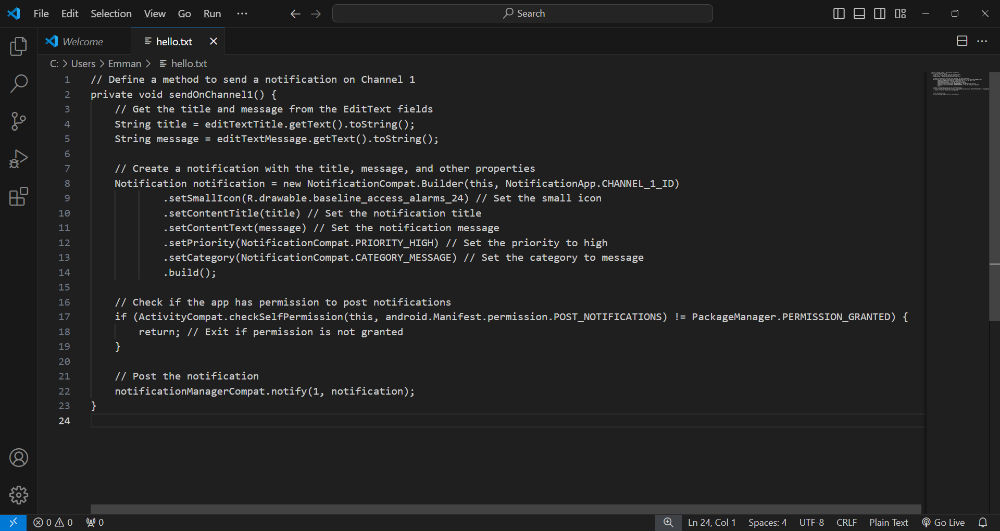 File Edit Selection View Go Run ··· Search
Welcome hello.txt
C: > Users > Emman > hello.txt
1 // Define a method to send a notification on Channel 1
2 private void sendOnChannel1() {
3     // Get the title and message from the EditText fields
4     String title = editTextTitle.getText().toString();
5     String message = editTextMessage.getText().toString();
6
7     // Create a notification with the title, message, and other properties
8     Notification notification = new NotificationCompat.Builder(this, NotificationApp.CHANNEL_1_ID)
9             .setSmallIcon(R.drawable.baseline_access_alarms_24) // Set the small icon
10             .setContentTitle(title) // Set the notification title
11             .setContentText(message) // Set the notification message
12             .setPriority(NotificationCompat.PRIORITY_HIGH) // Set the priority to high
13             .setCategory(NotificationCompat.CATEGORY_MESSAGE) // Set the category to message
14             .build();
15
16     // Check if the app has permission to post notifications
17     if (ActivityCompat.checkSelfPermission(this, android.Manifest.permission.POST_NOTIFICATIONS) != PackageManager.PERMISSION_GRANTED) {
18         return; // Exit if permission is not granted
19     }
20
21     // Post the notification
22     notificationManagerCompat.notify(1, notification);
23 }
24
0 0 0 Ln 24, Col 1 Spaces: 4 UTF-8 CRLF Plain Text Go Live